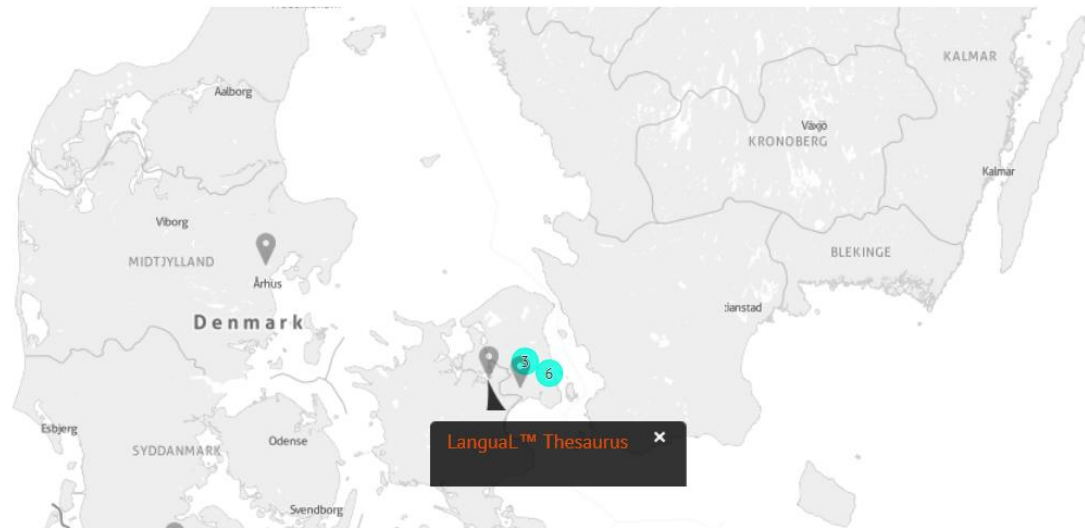 KALMAR
Aalborg
Växjö
KRONOBERG
Kalmar
Viborg
MIDTJYLLAND
BLEKINGE
Århus
:ianstad
Denmark
3
6
LanguaL™ Thesaurus ×
Esbjerg
SYDDANMARK
Odense
Svendborg